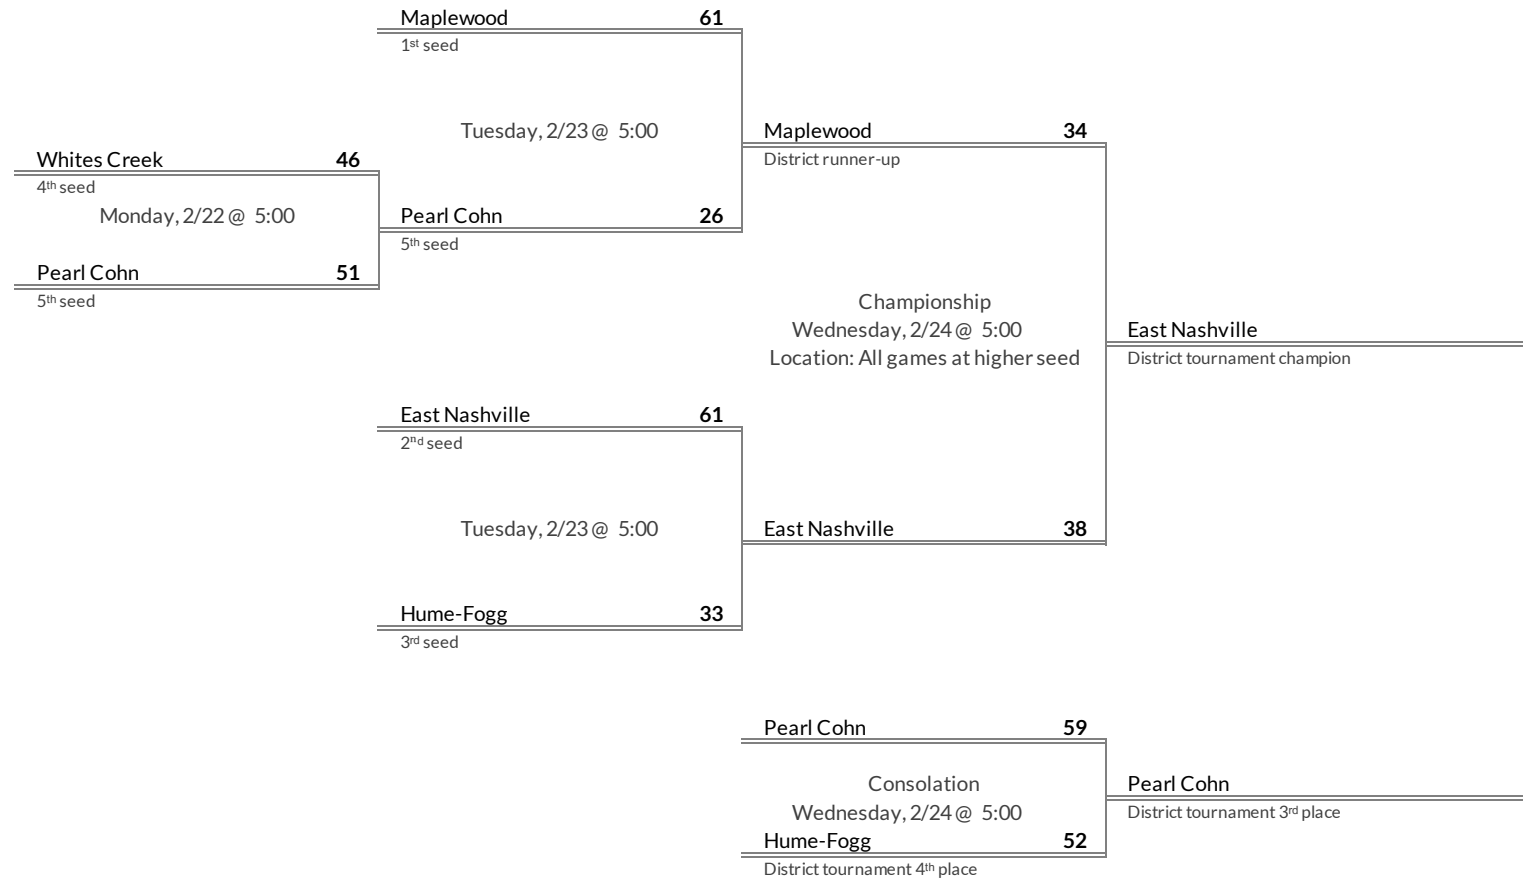 Maplewood 61
1st seed
Tuesday, 2/23 @ 5:00
Maplewood 34
District runner-up
Whites Creek 46
4th seed
Monday, 2/22 @ 5:00
Pearl Cohn 26
5th seed
Pearl Cohn 51
5th seed
Championship
Wednesday, 2/24 @ 5:00
Location: All games at higher seed
East Nashville
District tournament champion
East Nashville 61
2nd seed
Tuesday, 2/23 @ 5:00
East Nashville 38
Hume-Fogg 33
3rd seed
Pearl Cohn 59
Consolation
Wednesday, 2/24 @ 5:00
Pearl Cohn
District tournament 3rd place
Hume-Fogg 52
District tournament 4th place